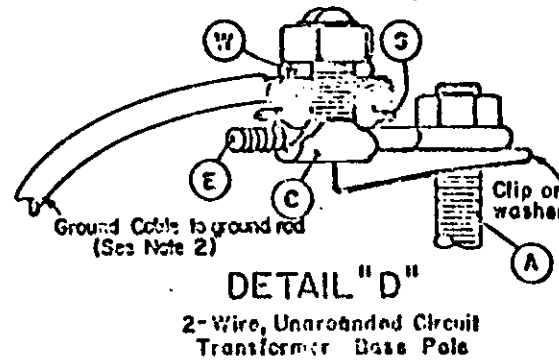 W
E
C
Ground Cable to ground rod
(See Note 2)
Clip or
washer
A
DETAIL "D"
2-Wire, Ungrounded Circuit
Transformer Base Pole